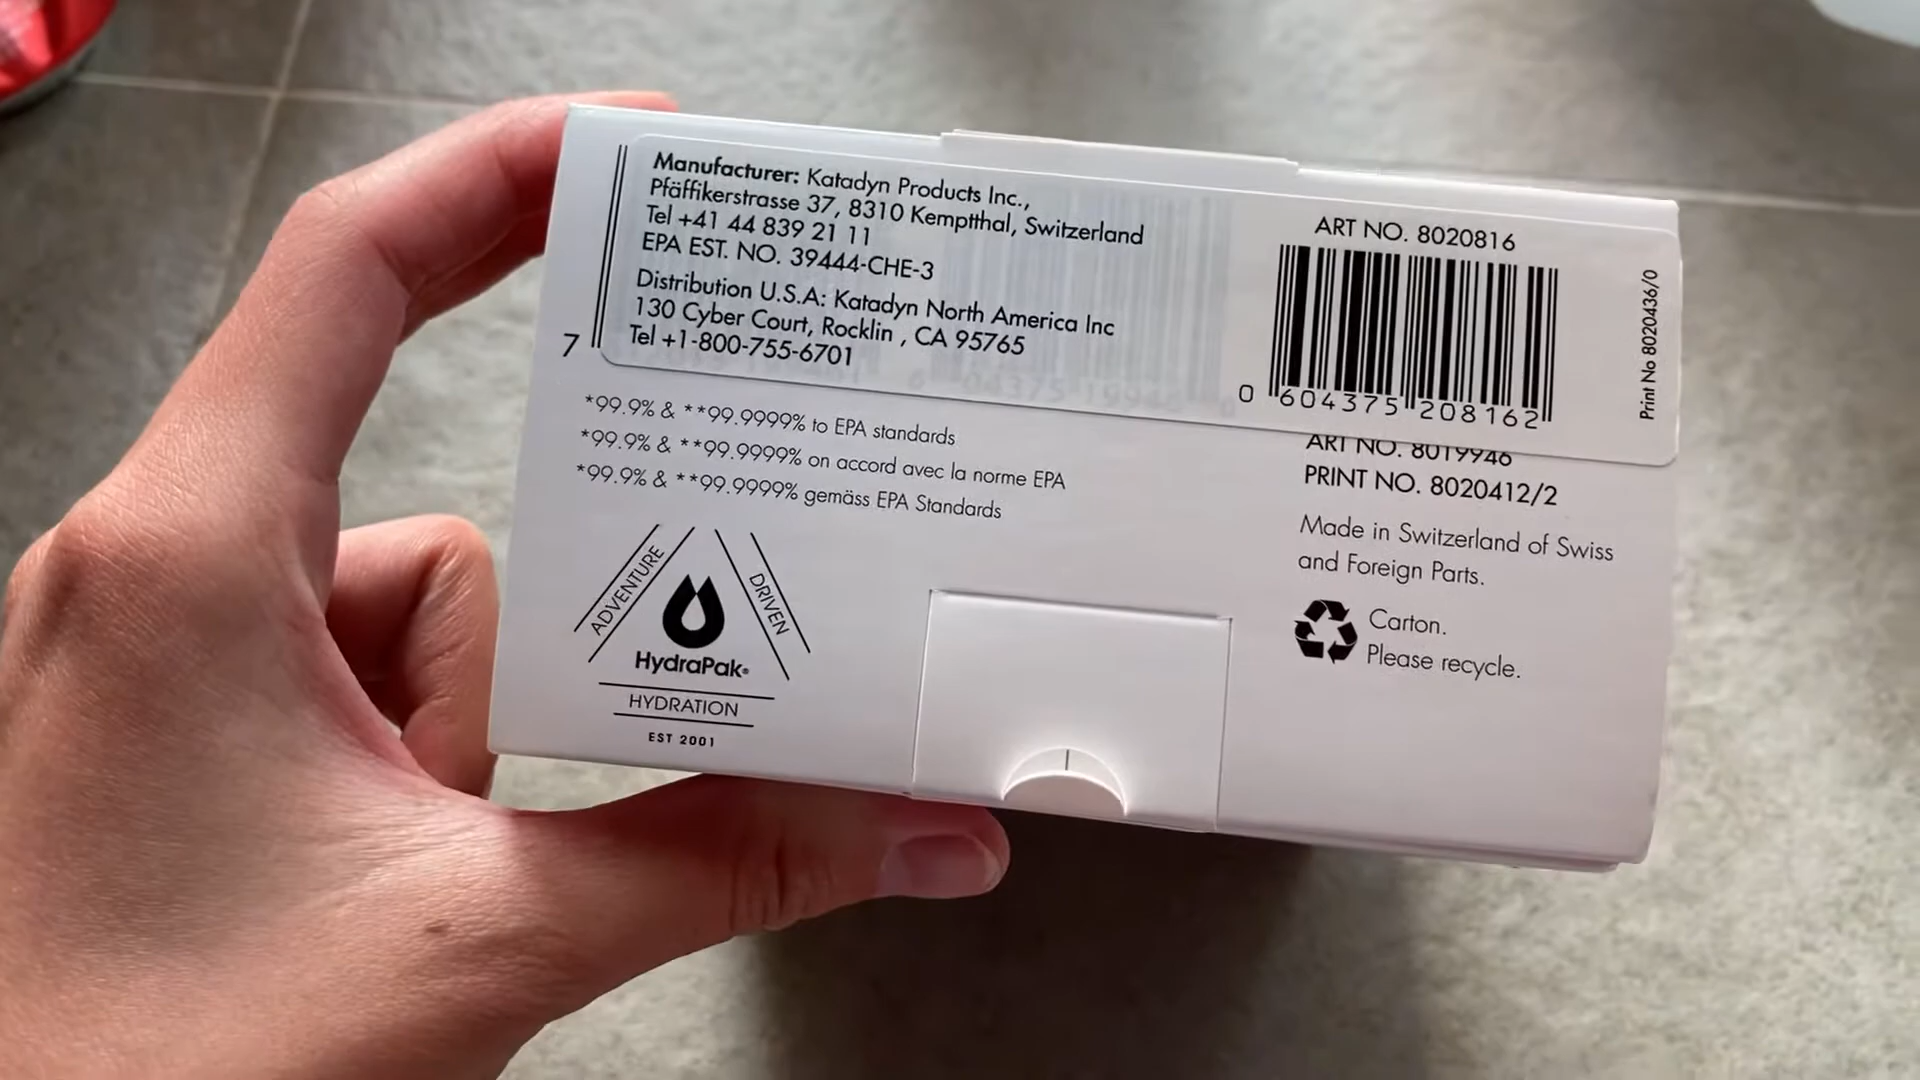 Manufacturer: Katadyn Products Inc.,
Pfäffikerstrasse 37, 8310 Kemptthal, Switzerland
Tel +41 44 839 21 11
EPA EST. NO. 39444-CHE-3
Distribution U.S.A: Katadyn North America Inc
130 Cyber Court, Rocklin , CA 95765
Tel +1-800-755-6701
7
ART NO. 8020816
0 604375 208162
Print No 8020436/0
*99.9% & **99.9999% to EPA standards
*99.9% & **99.9999% on accord avec la norme EPA
*99.9% & **99.9999% gemäss EPA Standards
ART NO. 8019946
PRINT NO. 8020412/2
Made in Switzerland of Swiss
and Foreign Parts.
Carton.
Please recycle.
ADVENTURE
DRIVEN
HydraPak®
HYDRATION
EST 2001